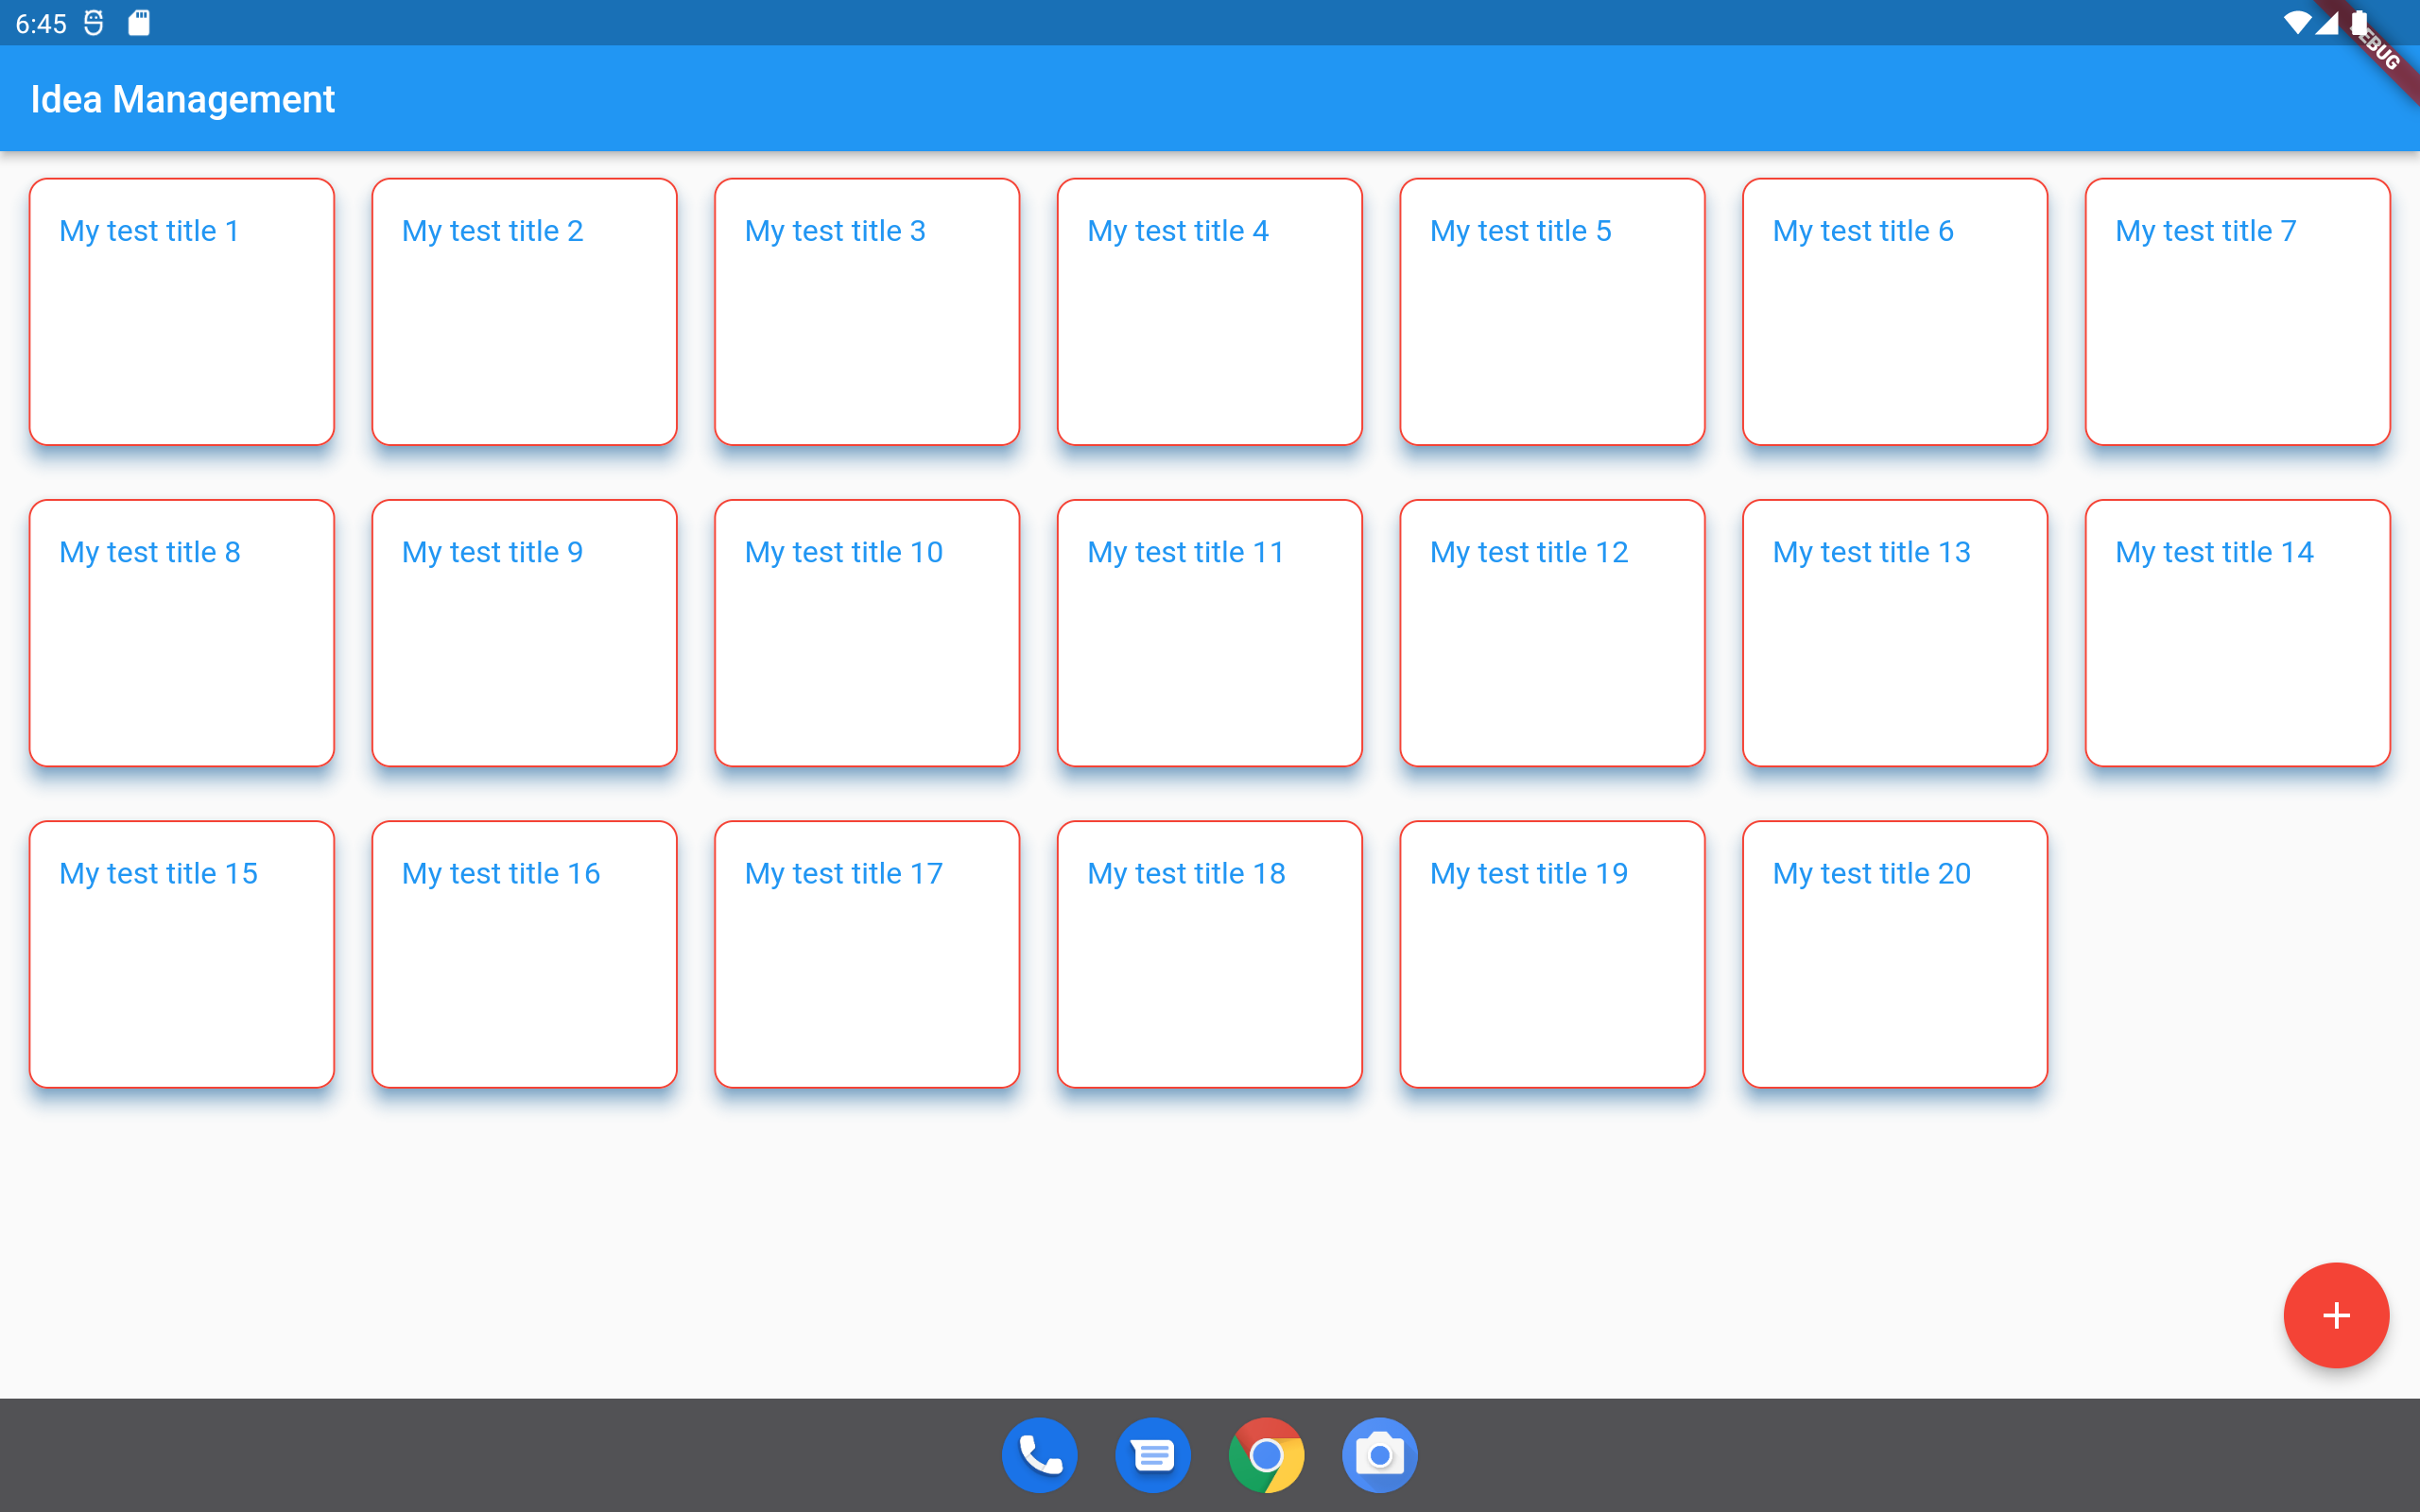 6:45
DEBUG
Idea Management
My test title 1
My test title 2
My test title 3
My test title 4
My test title 5
My test title 6
My test title 7
My test title 8
My test title 9
My test title 10
My test title 11
My test title 12
My test title 13
My test title 14
My test title 15
My test title 16
My test title 17
My test title 18
My test title 19
My test title 20